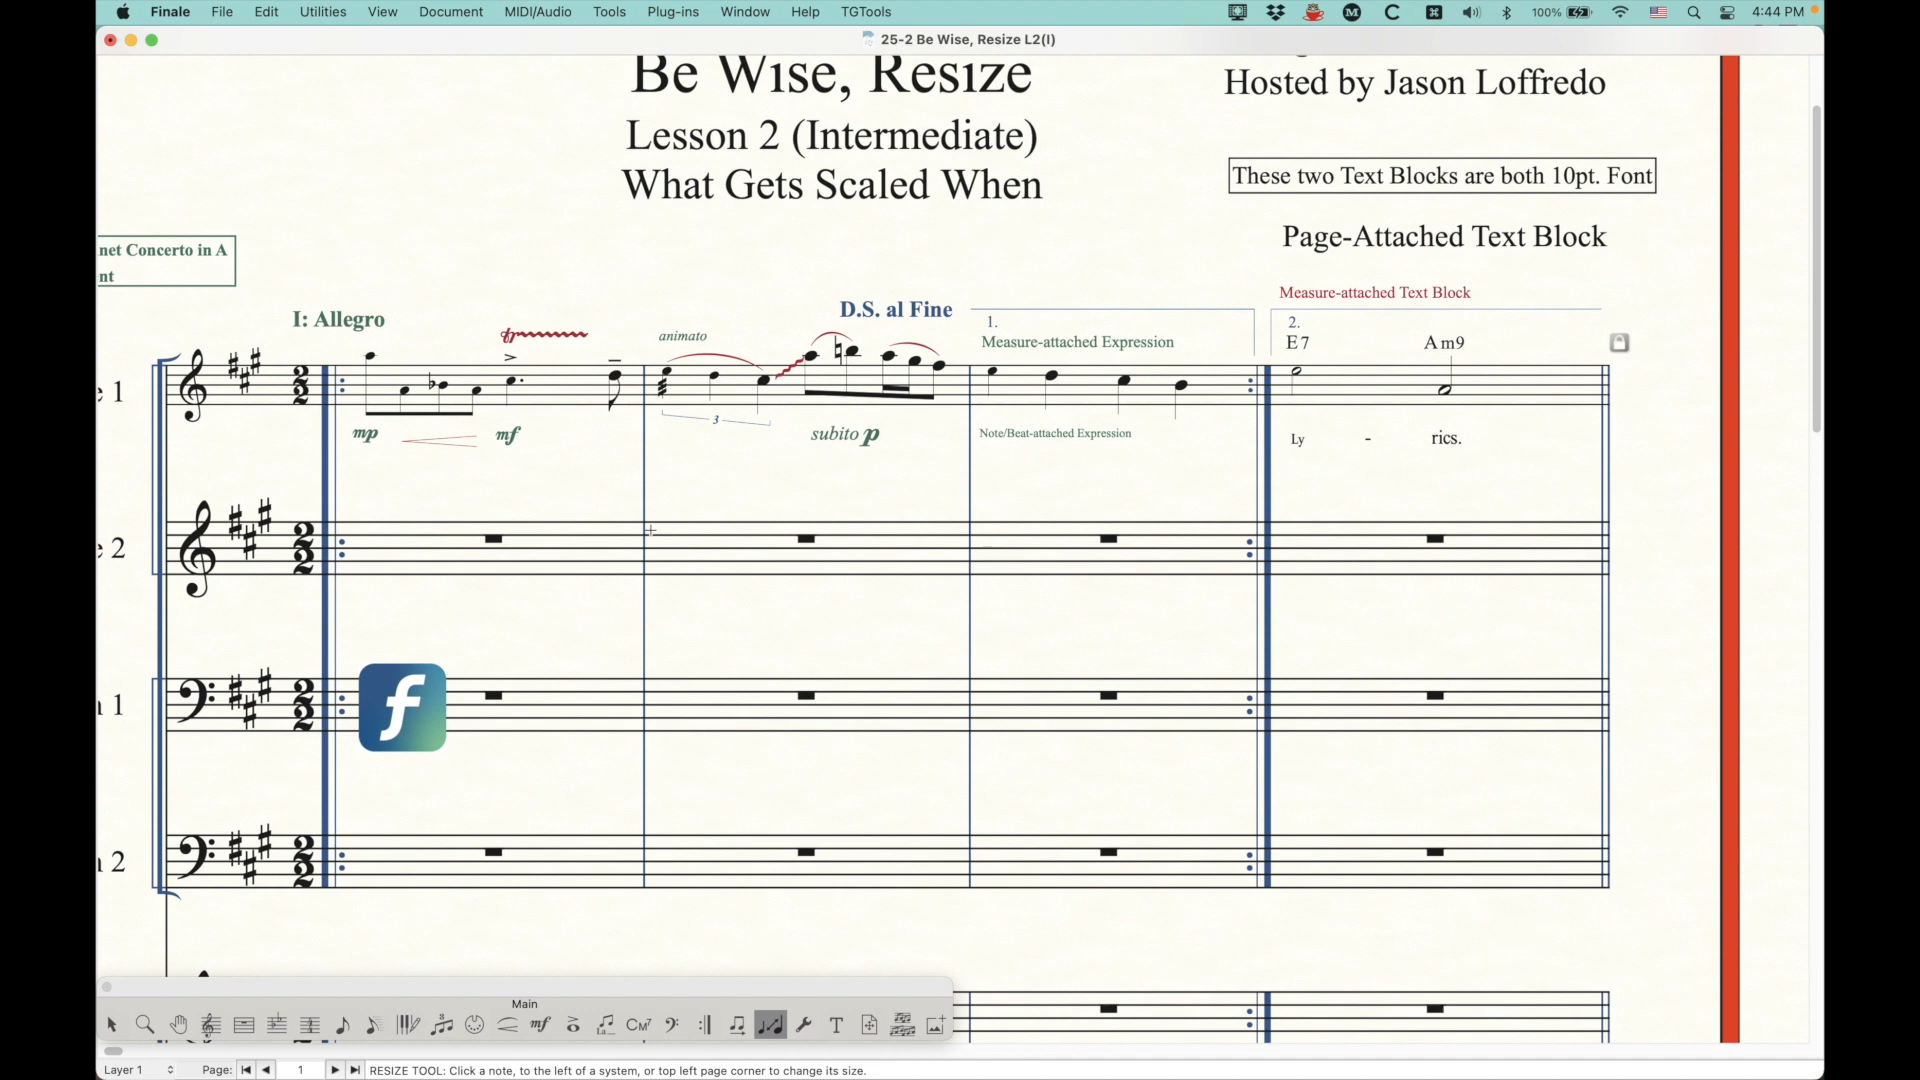 Finale File Edit Utilities View Document MIDI/Audio Tools Plug-ins Window Help TGTools 100% 4:44 PM
25-2 Be Wise, Resize L2(I)
Be Wise, Resize
Hosted by Jason Loffredo
Lesson 2 (Intermediate)
What Gets Scaled When
These two Text Blocks are both 10pt. Font
Page-Attached Text Block
net Concerto in A
nt
Measure-attached Text Block
D.S. al Fine
I: Allegro
1.
2.
animato
Measure-attached Expression
E7 Am9
e 1
3
mp mf
subito p
Note/Beat-attached Expression
Ly - rics.
e 2
1
f
2
Main
mf CM7 T
Layer 1 Page: 1 RESIZE TOOL: Click a note, to the left of a system, or top left page corner to change its size.